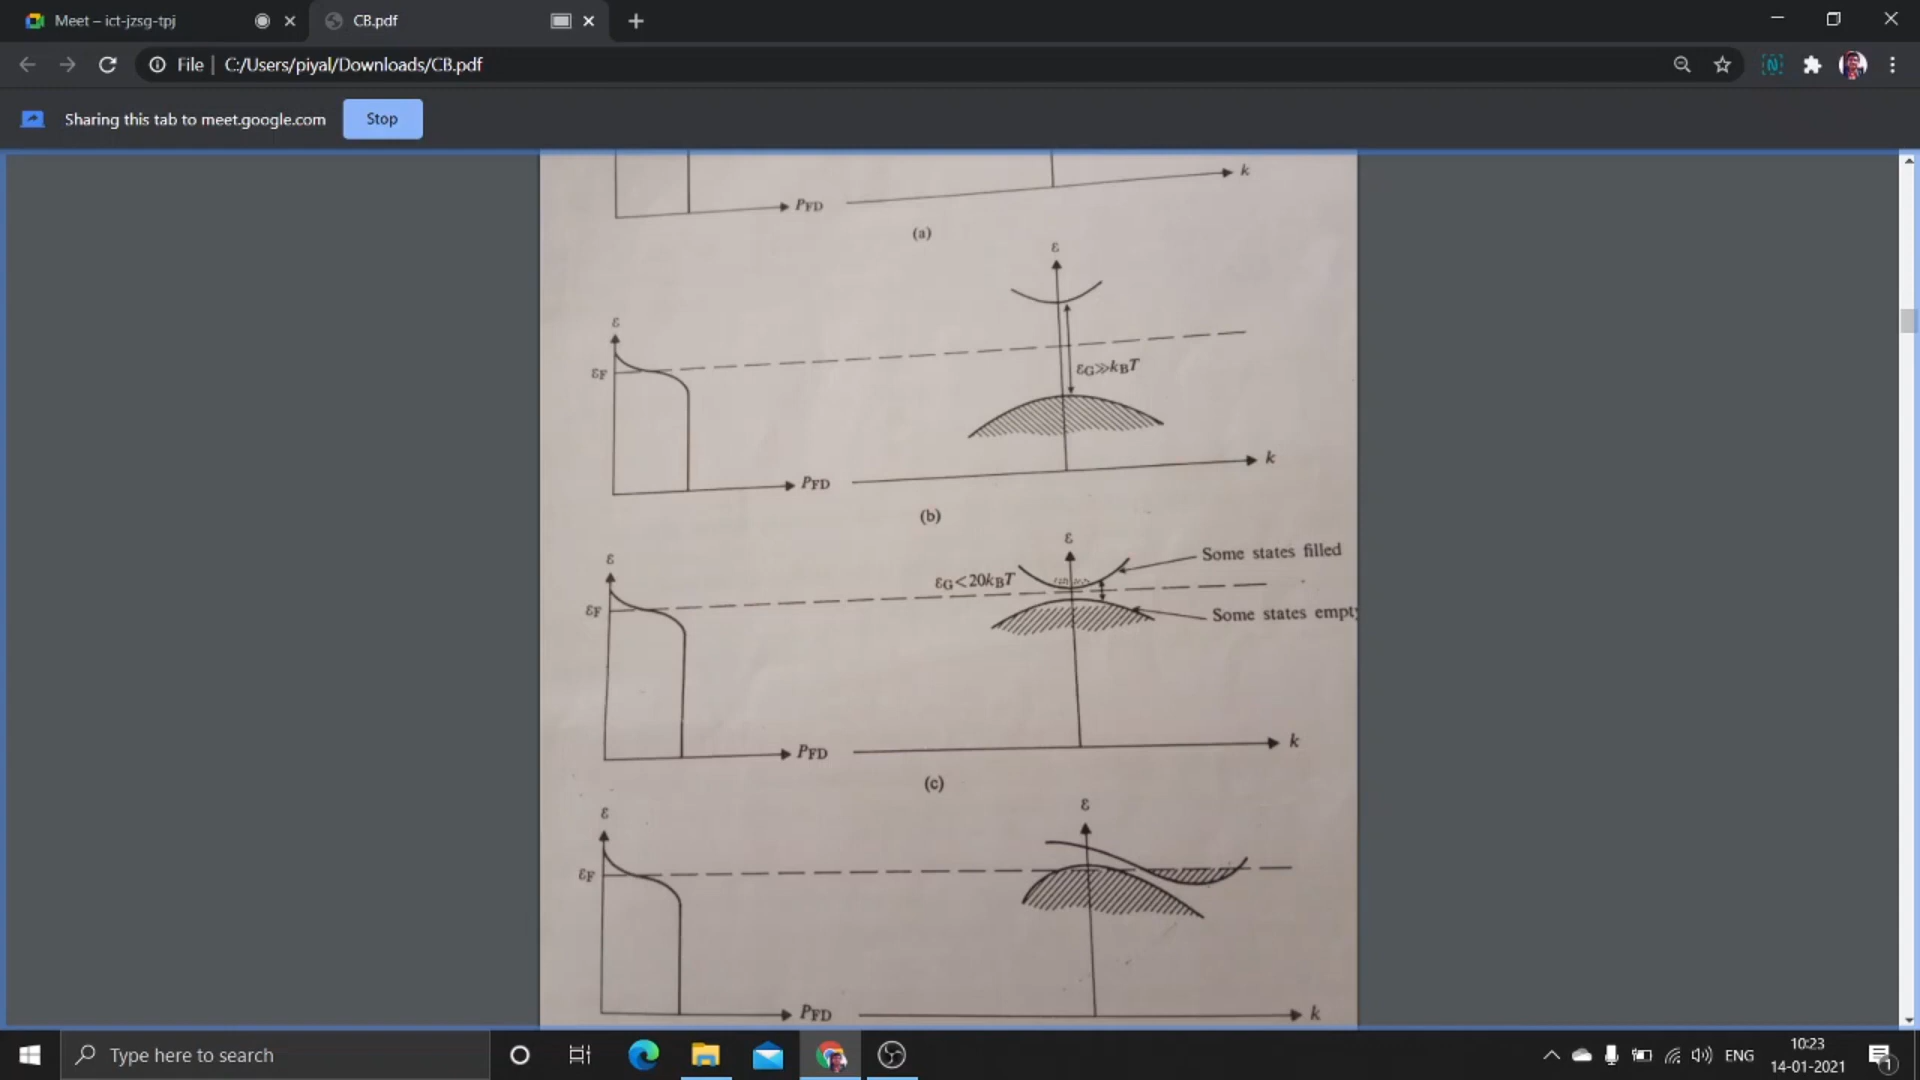 Meet – ict-jzsg-tpj
CB.pdf
File
C:/Users/piyal/Downloads/CB.pdf
Sharing this tab to meet.google.com
Stop
k
PFD
(a)
ε
ε
εF
εG≫kBT
k
PFD
(b)
ε
ε
Some states filled
εG<20kBT
εF
Some states empty
k
PFD
(c)
ε
ε
εF
PFD
k
Type here to search
ENG
10:23
14-01-2021
1